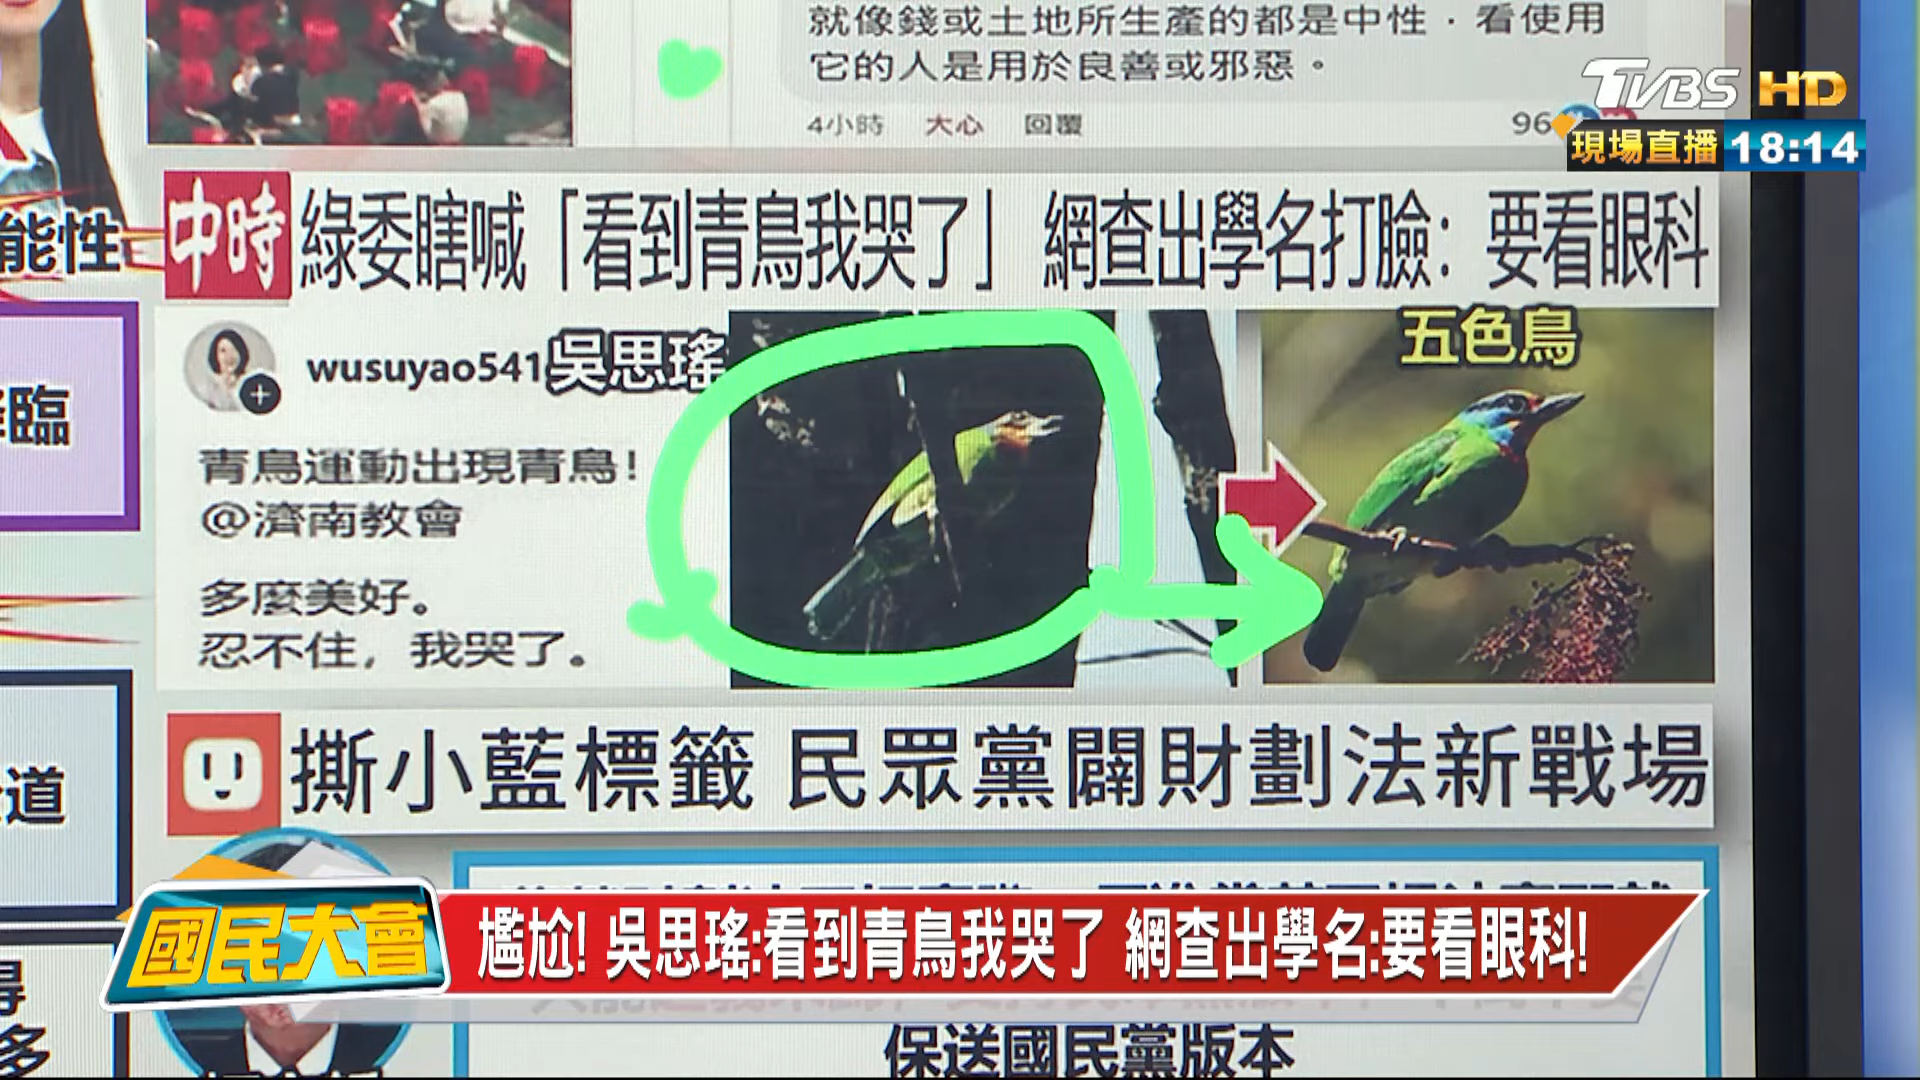 就像錢或土地所生產的都是中性．看使用
它的人是用於良善或邪惡。
4小時 大心 回覆
96
TVBS HD
現場直播 18:14
能性
中時 綠委瞎喊「看到青鳥我哭了」 網查出學名打臉：要看眼科
wusuyao541 吳思瑤
五色鳥
青鳥運動出現青鳥！
@濟南教會
多麼美好。
忍不住，我哭了。
臨
道
撕小藍標籤 民眾黨闢財劃法新戰場
國民大會
尷尬! 吳思瑤:看到青鳥我哭了 網查出學名:要看眼科!
得
多
保送國民黨版本